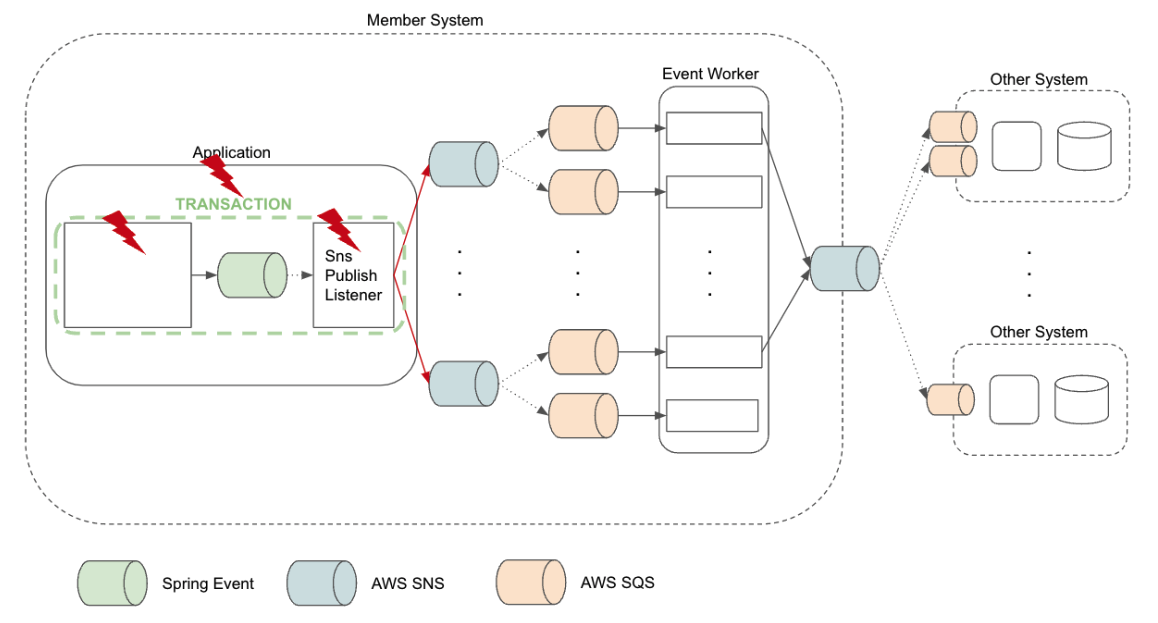 Member System
Event Worker
Other System
Application
TRANSACTION
Sns
Publish
Listener
.
.
.
.
.
.
.
.
.
.
.
.
Other System
Spring Event
AWS SNS
AWS SQS